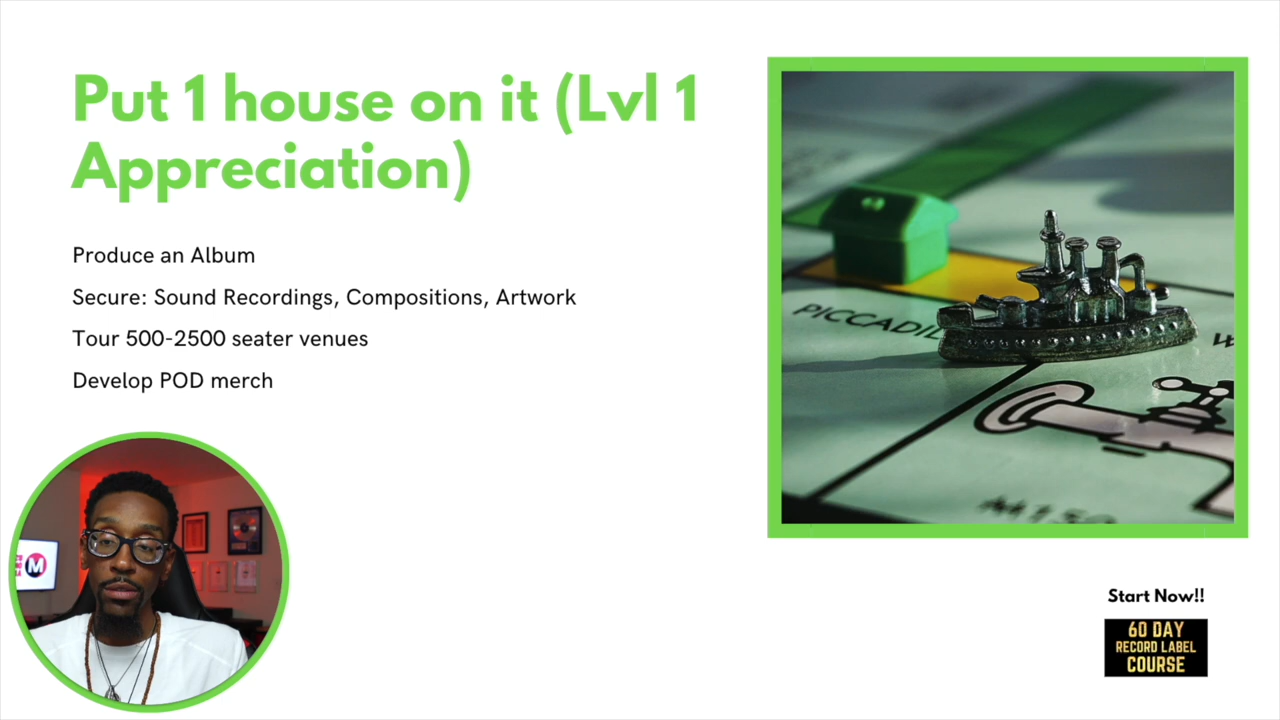 Put 1 house on it (Lvl 1
Appreciation)
Produce an Album
Secure: Sound Recordings, Compositions, Artwork
Tour 500-2500 seater venues
Develop POD merch
M
Start Now!!
60 DAY
RECORD LABEL
COURSE